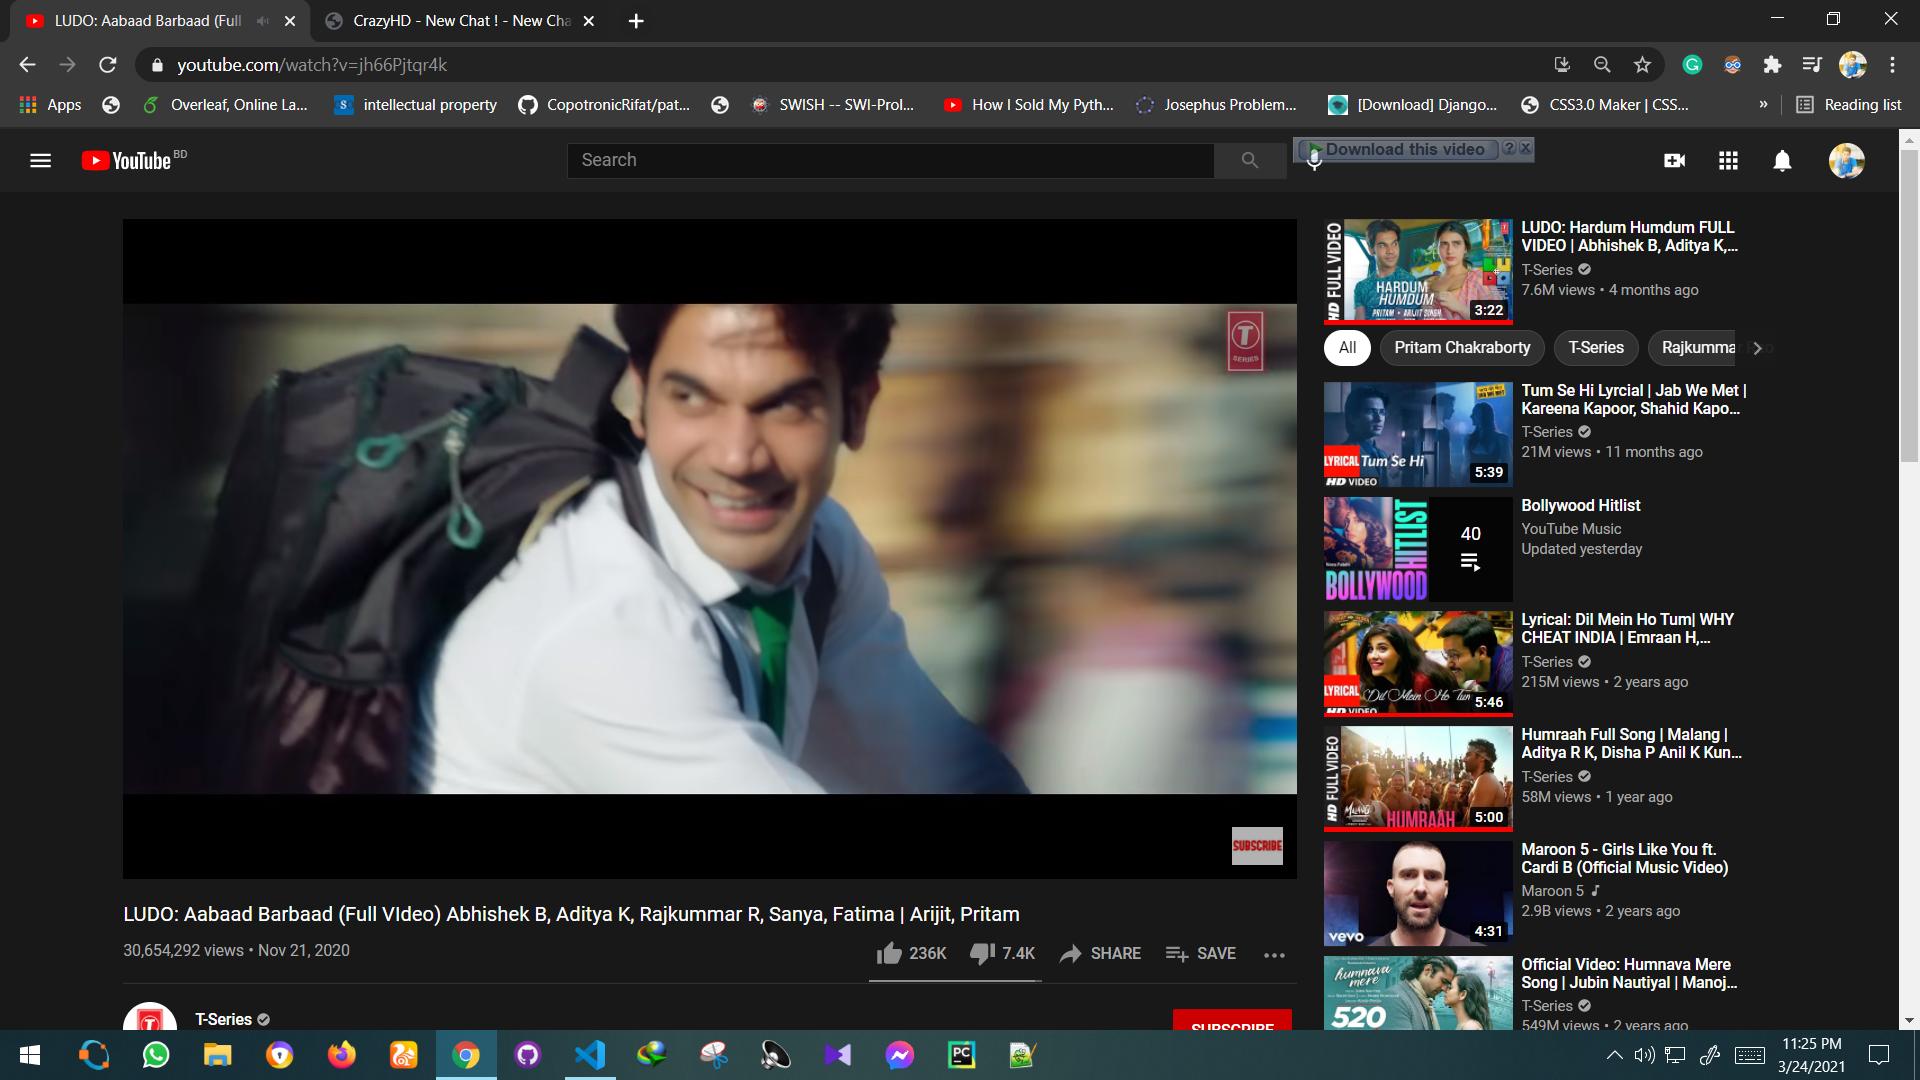 LUDO: Aabaad Barbaad (Full
CrazyHD - New Chat ! - New Cha
youtube.com/watch?v=jh66Pjtqr4k
Apps
Overleaf, Online La...
intellectual property
CopotronicRifat/pat...
SWISH -- SWI-Prol...
How I Sold My Pyth...
Josephus Problem...
[Download] Django...
CSS3.0 Maker | CSS...
»
Reading list
YouTube BD
Search
Download this video
T
SERIES
SUBSCRIBE
LUDO: Aabaad Barbaad (Full VIdeo) Abhishek B, Aditya K, Rajkummar R, Sanya, Fatima | Arijit, Pritam
30,654,292 views • Nov 21, 2020
236K
7.4K
SHARE
SAVE
T-Series
SUBSCRIBE
HD FULL VIDEO
HARDUM
HUMDUM
PRITAM • ARIJIT SINGH
3:22
LUDO: Hardum Humdum FULL
VIDEO | Abhishek B, Aditya K,...
T-Series
7.6M views • 4 months ago
All
Pritam Chakraborty
T-Series
Rajkumma
LYRICAL Tum Se Hi
HD VIDEO
5:39
Tum Se Hi Lyrcial | Jab We Met |
Kareena Kapoor, Shahid Kapo...
T-Series
21M views • 11 months ago
HITLIST
BOLLYWOOD
40
Bollywood Hitlist
YouTube Music
Updated yesterday
LYRICAL Dil Mein Ho Tum
HD VIDEO
5:46
Lyrical: Dil Mein Ho Tum| WHY
CHEAT INDIA | Emraan H,...
T-Series
215M views • 2 years ago
HD FULL VIDEO
MALANG
HUMRAAH
5:00
Humraah Full Song | Malang |
Aditya R K, Disha P Anil K Kun...
T-Series
58M views • 1 year ago
vevo
4:31
Maroon 5 - Girls Like You ft.
Cardi B (Official Music Video)
Maroon 5
2.9B views • 2 years ago
humnava
mere
520
Official Video: Humnava Mere
Song | Jubin Nautiyal | Manoj...
T-Series
549M views • 2 years ago
PC
11:25 PM
3/24/2021